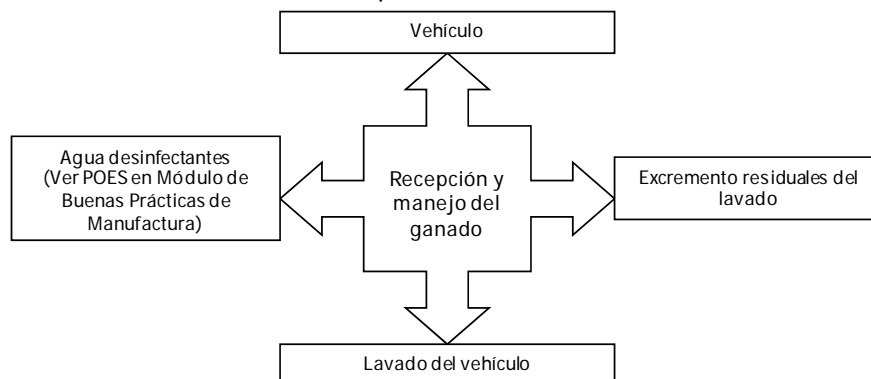 Vehículo
Agua desinfectantes
(Ver POES en Módulo de
Buenas Prácticas de
Manufactura)
Recepción y
manejo del
ganado
Excremento residuales del
lavado
Lavado del vehículo